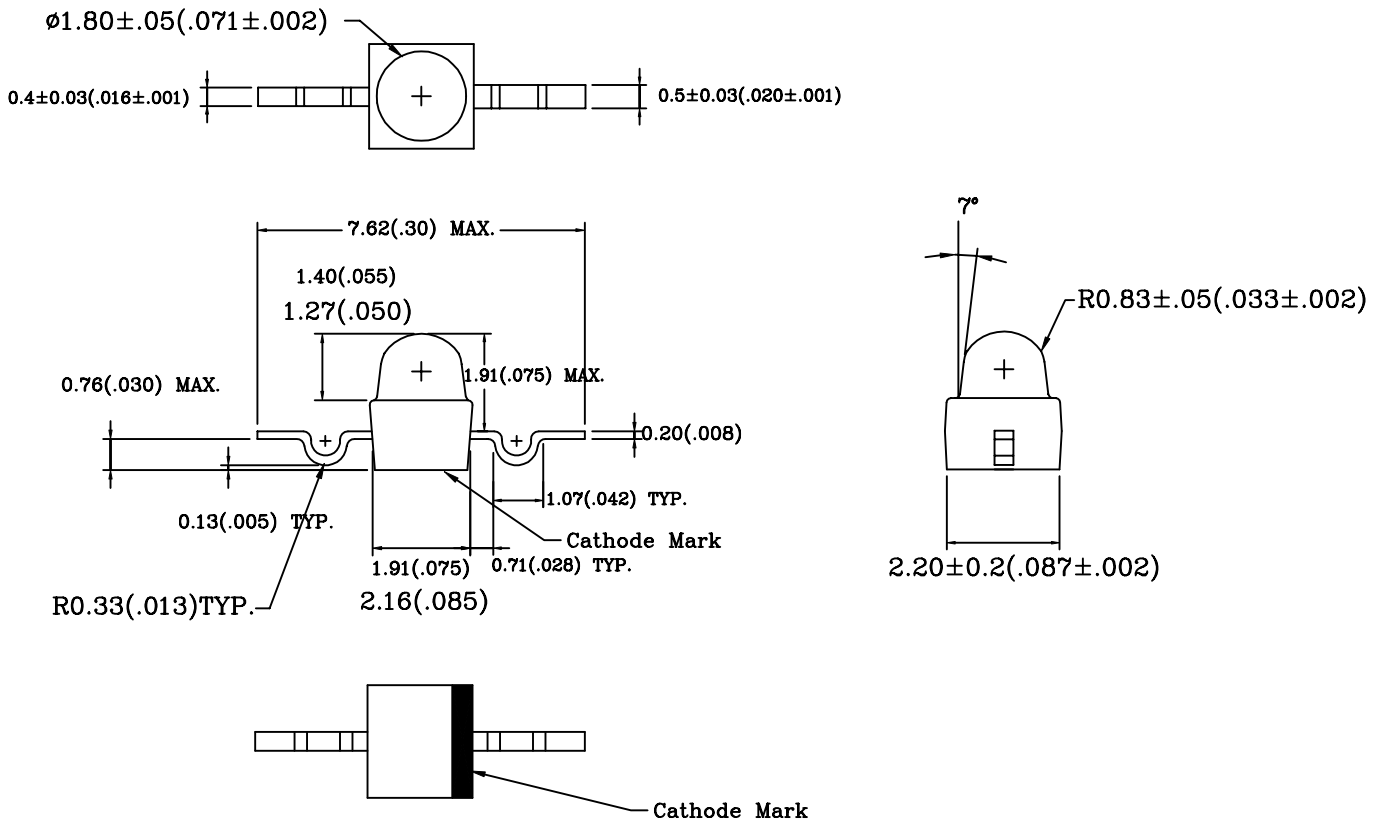 ø1.80±.05(.071±.002)
0.4±0.03(.016±.001)
0.5±0.03(.020±.001)
7.62(.30) MAX.
1.40(.055)
1.27(.050)
0.76(.030) MAX.
1.91(.075) MAX.
0.20(.008)
1.07(.042) TYP.
0.13(.005) TYP.
Cathode Mark
1.91(.075)
0.71(.028) TYP.
R0.33(.013)TYP.
2.16(.085)
7°
R0.83±.05(.033±.002)
2.20±0.2(.087±.002)
Cathode Mark